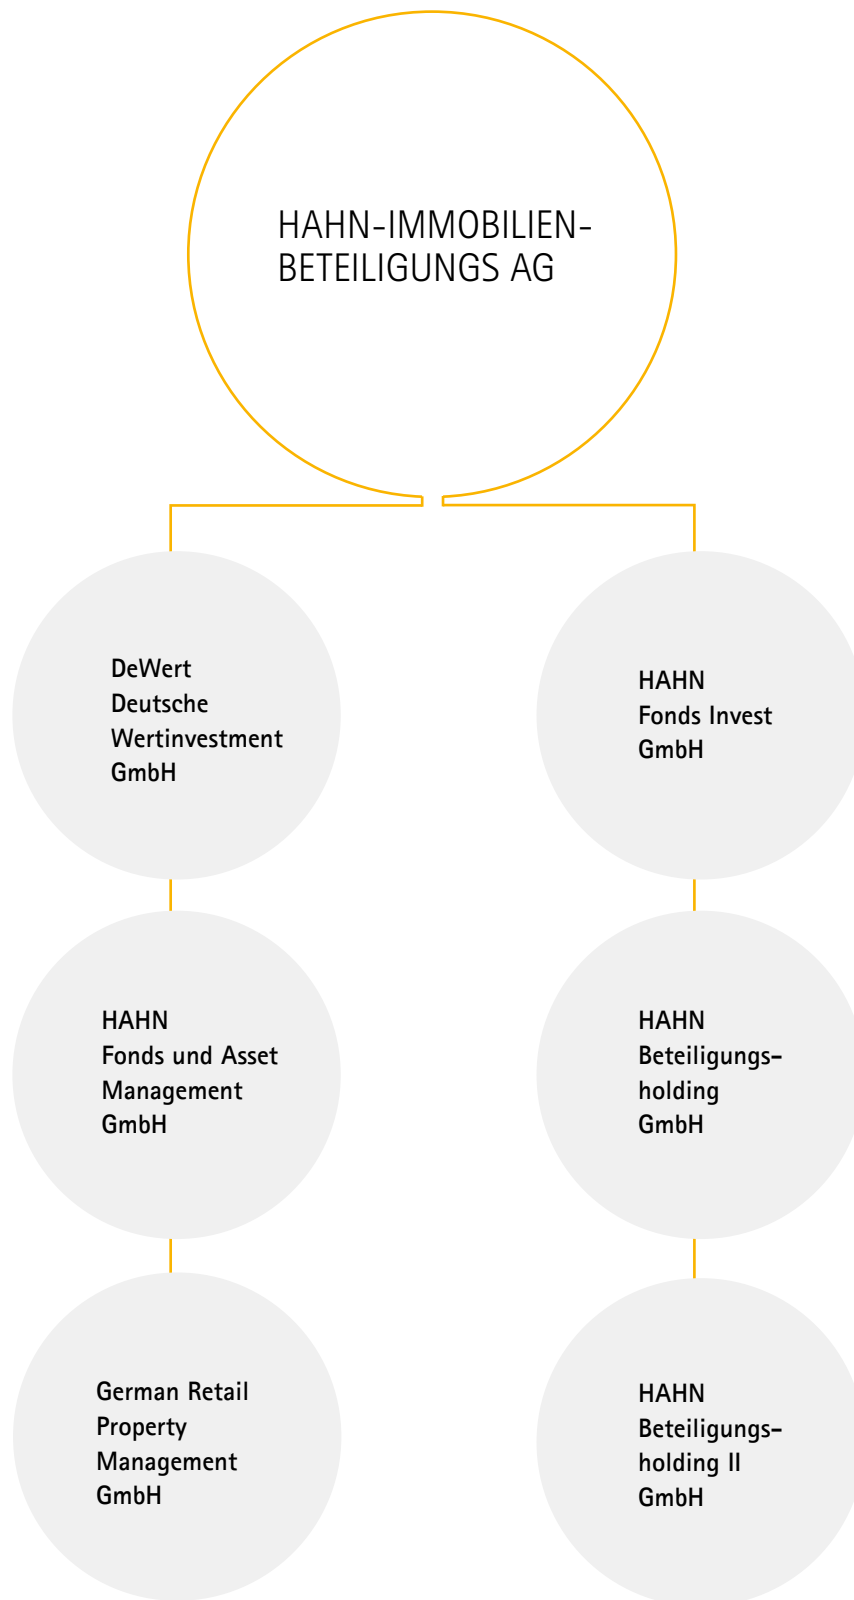 HAHN-IMMOBILIEN-
BETEILIGUNGS AG
DeWert
Deutsche
Wertinvestment
GmbH
HAHN
Fonds Invest
GmbH
HAHN
Fonds und Asset
Management
GmbH
HAHN
Beteiligungs-
holding
GmbH
German Retail
Property
Management
GmbH
HAHN
Beteiligungs-
holding II
GmbH